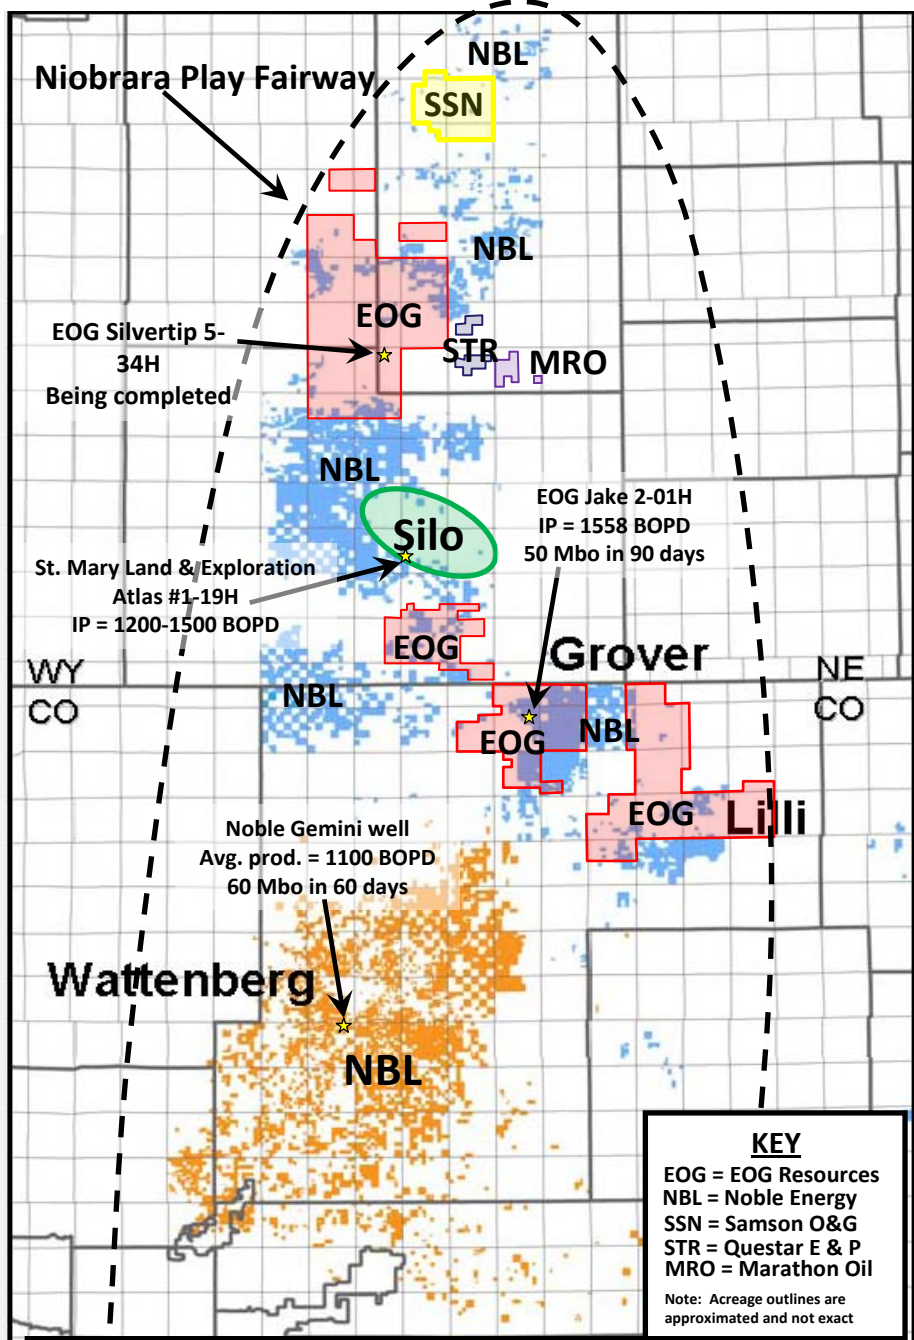 NBL
Niobrara Play Fairway
SSN
NBL
EOG
EOG Silvertip 5-
34H
Being completed
STR
MRO
NBL
EOG Jake 2-01H
IP = 1558 BOPD
50 Mbo in 90 days
Silo
St. Mary Land & Exploration
Atlas #1-19H
IP = 1200-1500 BOPD
EOG
Grover
WY
NE
CO
CO
NBL
EOG
NBL
EOG
Lilli
Noble Gemini well
Avg. prod. = 1100 BOPD
60 Mbo in 60 days
Wattenberg
NBL
KEY
EOG = EOG Resources
NBL = Noble Energy
SSN = Samson O&G
STR = Questar E & P
MRO = Marathon Oil
Note: Acreage outlines are
approximated and not exact